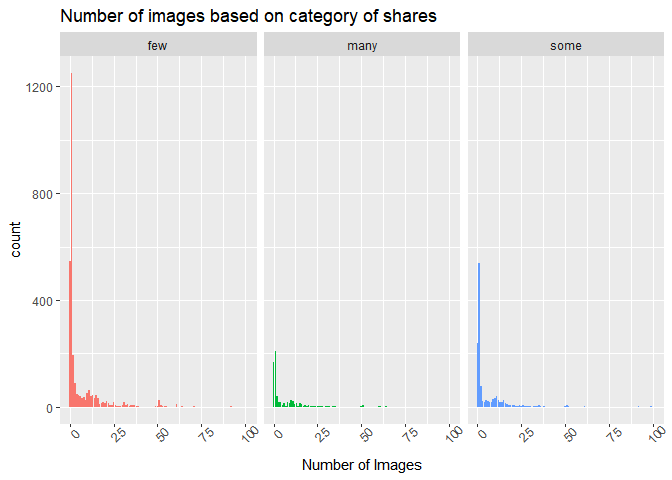 Number of images based on category of shares
few many some
1200
800
400
0
count
0 25 50 75 100 0 25 50 75 100 0 25 50 75 100
Number of Images